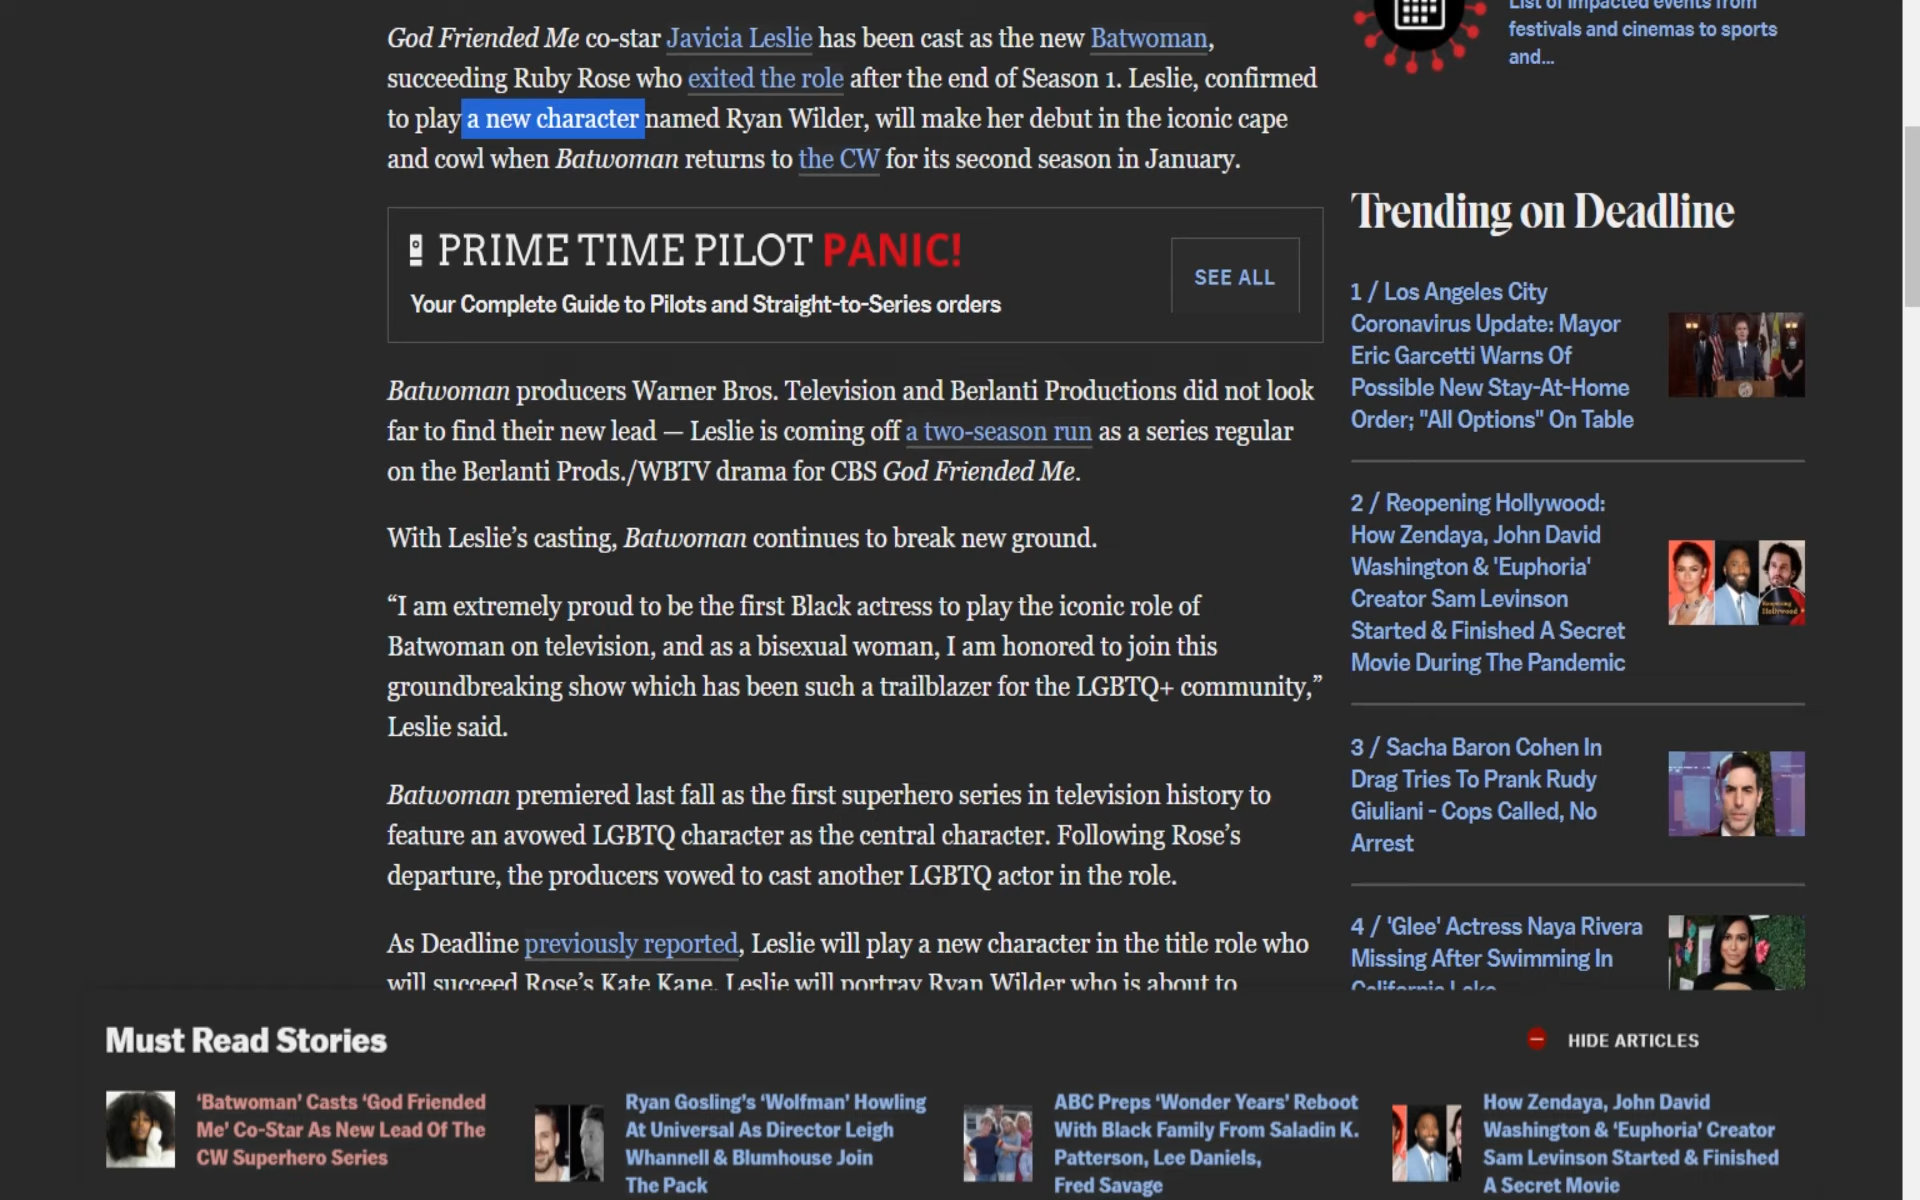 God Friended Me co-star Javicia Leslie has been cast as the new Batwoman,
succeeding Ruby Rose who exited the role after the end of Season 1. Leslie, confirmed
to play a new character named Ryan Wilder, will make her debut in the iconic cape
and cowl when Batwoman returns to the CW for its second season in January.
PRIME TIME PILOT PANIC!
Your Complete Guide to Pilots and Straight-to-Series orders
SEE ALL
Batwoman producers Warner Bros. Television and Berlanti Productions did not look
far to find their new lead — Leslie is coming off a two-season run as a series regular
on the Berlanti Prods./WBTV drama for CBS God Friended Me.
With Leslie’s casting, Batwoman continues to break new ground.
“I am extremely proud to be the first Black actress to play the iconic role of
Batwoman on television, and as a bisexual woman, I am honored to join this
groundbreaking show which has been such a trailblazer for the LGBTQ+ community,”
Leslie said.
Batwoman premiered last fall as the first superhero series in television history to
feature an avowed LGBTQ character as the central character. Following Rose’s
departure, the producers vowed to cast another LGBTQ actor in the role.
As Deadline previously reported, Leslie will play a new character in the title role who
will succeed Rose’s Kate Kane. Leslie will portray Ryan Wilder who is about to
List of impacted events from
festivals and cinemas to sports
and...
Trending on Deadline
1 / Los Angeles City
Coronavirus Update: Mayor
Eric Garcetti Warns Of
Possible New Stay-At-Home
Order; "All Options" On Table
2 / Reopening Hollywood:
How Zendaya, John David
Washington & 'Euphoria'
Creator Sam Levinson
Started & Finished A Secret
Movie During The Pandemic
3 / Sacha Baron Cohen In
Drag Tries To Prank Rudy
Giuliani - Cops Called, No
Arrest
4 / 'Glee' Actress Naya Rivera
Missing After Swimming In
California Lake
Must Read Stories
HIDE ARTICLES
‘Batwoman’ Casts ‘God Friended
Me’ Co-Star As New Lead Of The
CW Superhero Series
Ryan Gosling’s ‘Wolfman’ Howling
At Universal As Director Leigh
Whannell & Blumhouse Join
The Pack
ABC Preps ‘Wonder Years’ Reboot
With Black Family From Saladin K.
Patterson, Lee Daniels,
Fred Savage
How Zendaya, John David
Washington & ‘Euphoria’ Creator
Sam Levinson Started & Finished
A Secret Movie